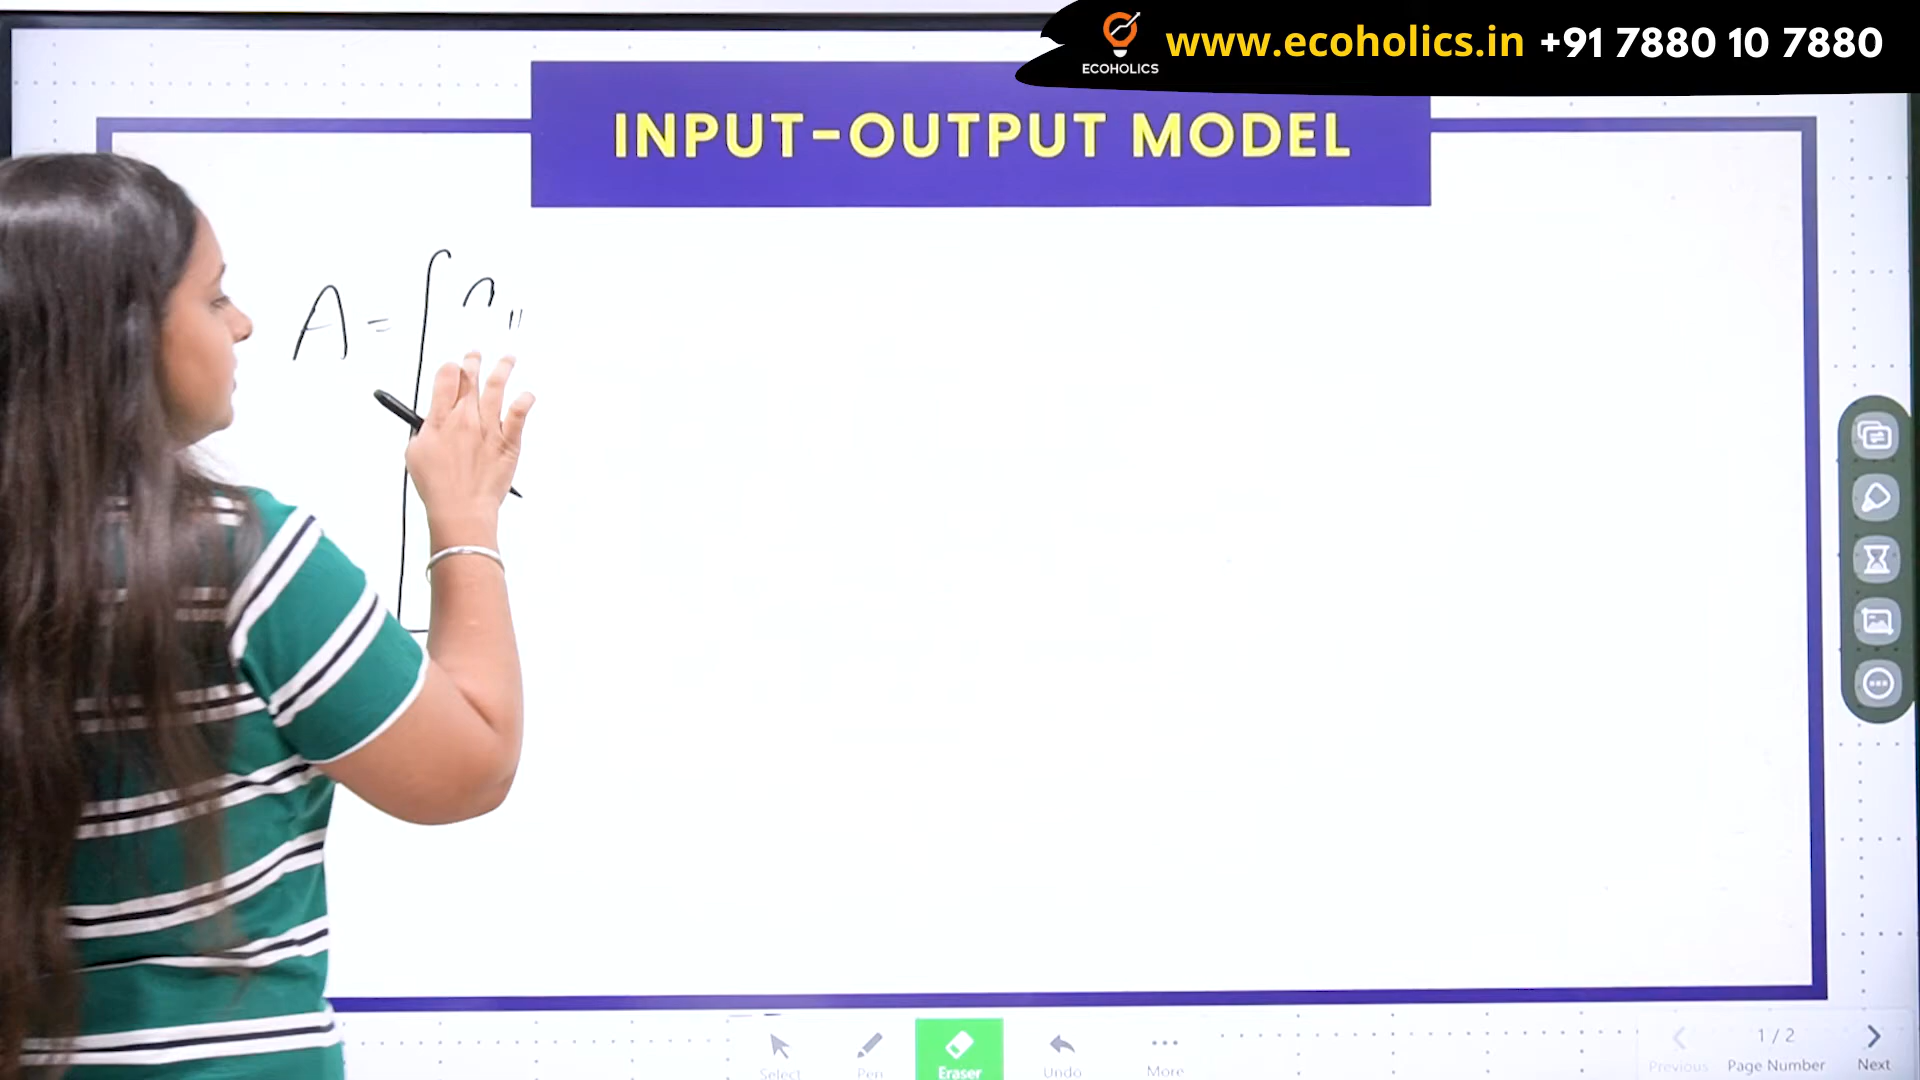 www.ecoholics.in +91 7880 10 7880
ECOHOLICS
INPUT-OUTPUT MODEL
A = [
11
Select Pen Eraser Undo More
Previous 1 / 2 Page Number Next